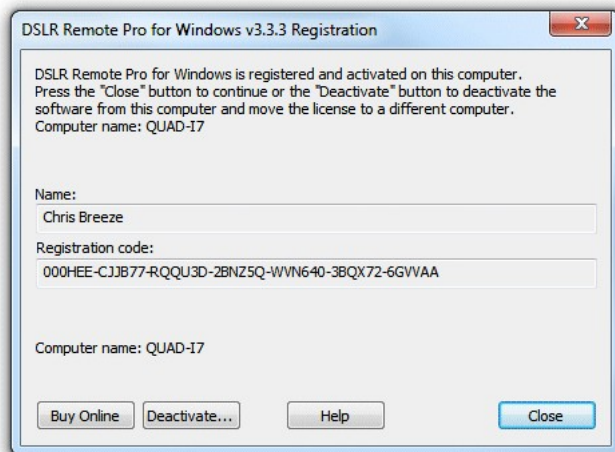 DSLR Remote Pro for Windows v3.3.3 Registration
DSLR Remote Pro for Windows is registered and activated on this computer.
Press the "Close" button to continue or the "Deactivate" button to deactivate the
software from this computer and move the license to a different computer.
Computer name: QUAD-I7
Name:
Chris Breeze
Registration code:
000HEE-CJJB77-RQQU3D-2BNZ5Q-WVN640-3BQX72-6GVVAA
Computer name: QUAD-I7
Buy Online Deactivate... Help Close